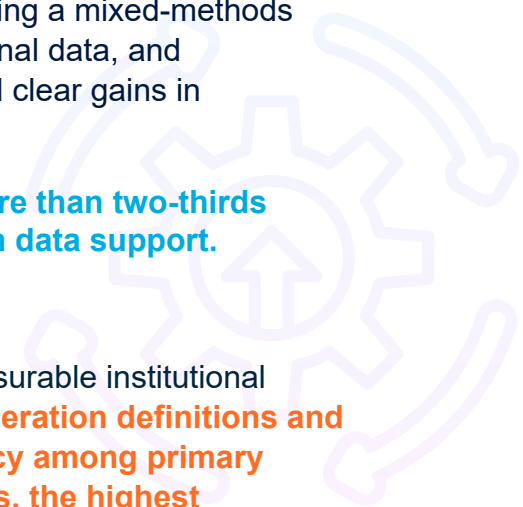 ing a mixed-methods
nal data, and
clear gains in
re than two-thirds
data support.
surable institutional
eration definitions and
cy among primary
s, the highest